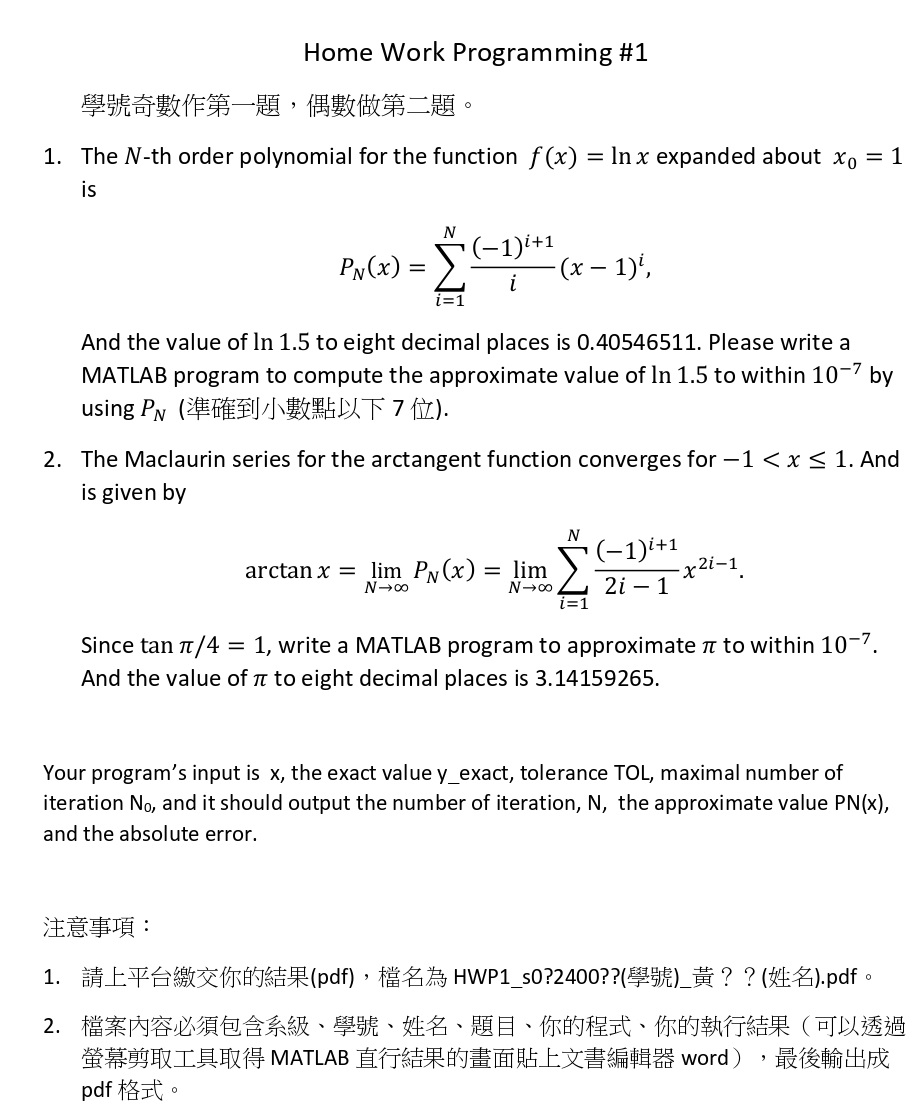 Home Work Programming #1
學號奇數作第一題，偶數做第二題。
1. The N-th order polynomial for the function f(x) = ln x expanded about x₀ = 1
is
P_N(x) = ∑_{i=1}^{N} \frac{(−1)^{i+1}}{i} (x − 1)^i,
And the value of ln 1.5 to eight decimal places is 0.40546511. Please write a
MATLAB program to compute the approximate value of ln 1.5 to within 10⁻⁷ by
using P_N (準確到小數點以下 7 位).
2. The Maclaurin series for the arctangent function converges for −1 < x ≤ 1. And
is given by
arctan x = lim_{N→∞} P_N(x) = lim_{N→∞} ∑_{i=1}^{N} \frac{(−1)^{i+1}}{2i − 1} x^{2i−1}.
Since tan π/4 = 1, write a MATLAB program to approximate π to within 10⁻⁷.
And the value of π to eight decimal places is 3.14159265.
Your program’s input is x, the exact value y_exact, tolerance TOL, maximal number of
iteration N₀, and it should output the number of iteration, N, the approximate value PN(x),
and the absolute error.
注意事項：
1. 請上平台繳交你的結果(pdf)，檔名為 HWP1_s0?2400??(學號)_黃？？(姓名).pdf。
2. 檔案內容必須包含系級、學號、姓名、題目、你的程式、你的執行結果（可以透過
螢幕剪取工具取得 MATLAB 直行結果的畫面貼上文書編輯器 word），最後輸出成
pdf 格式。